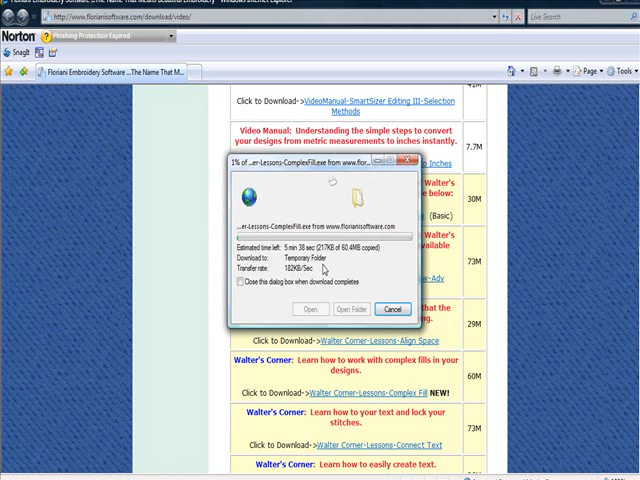 Floriani Embroidery Software ...The Name That Means Beautiful Embroidery - Windows Internet Explorer
http://www.florianisoftware.com/download/video/
Live Search
Norton
Phishing Protection Expired
SnagIt
Floriani Embroidery Software ...The Name That M...
Page
Tools
41M
Click to Download->VideoManual-SmartSizer Editing III-Selection
Methods
Video Manual: Understanding the simple steps to convert
your designs from metric measurements to inches instantly.
7.7M
to Inches
1% of ...er-Lessons-ComplexFill.exe from www.flor...
Walter's
e below:
(Basic)
30M
...er-Lessons-ComplexFill.exe from www.florianisoftware.com
Estimated time left: 5 min 38 sec (217KB of 60.4MB copied)
Download to: Temporary Folder
Transfer rate: 182KB/Sec
Close this dialog box when download completes
Open
Open Folder
Cancel
Walter's
available
73M
-Adv
that the
ng.
29M
Click to Download->Walter Corner-Lessons-Align Space
Walter's Corner: Learn how to work with complex fills in your
designs.
60M
Click to Download->Walter Corner-Lessons-Complex Fill NEW!
Walter's Corner: Learn how to your text and lock your
stitches.
73M
Click to Download->Walter Corner-Lessons-Connect Text
Walter's Corner: Learn how to easily create text.